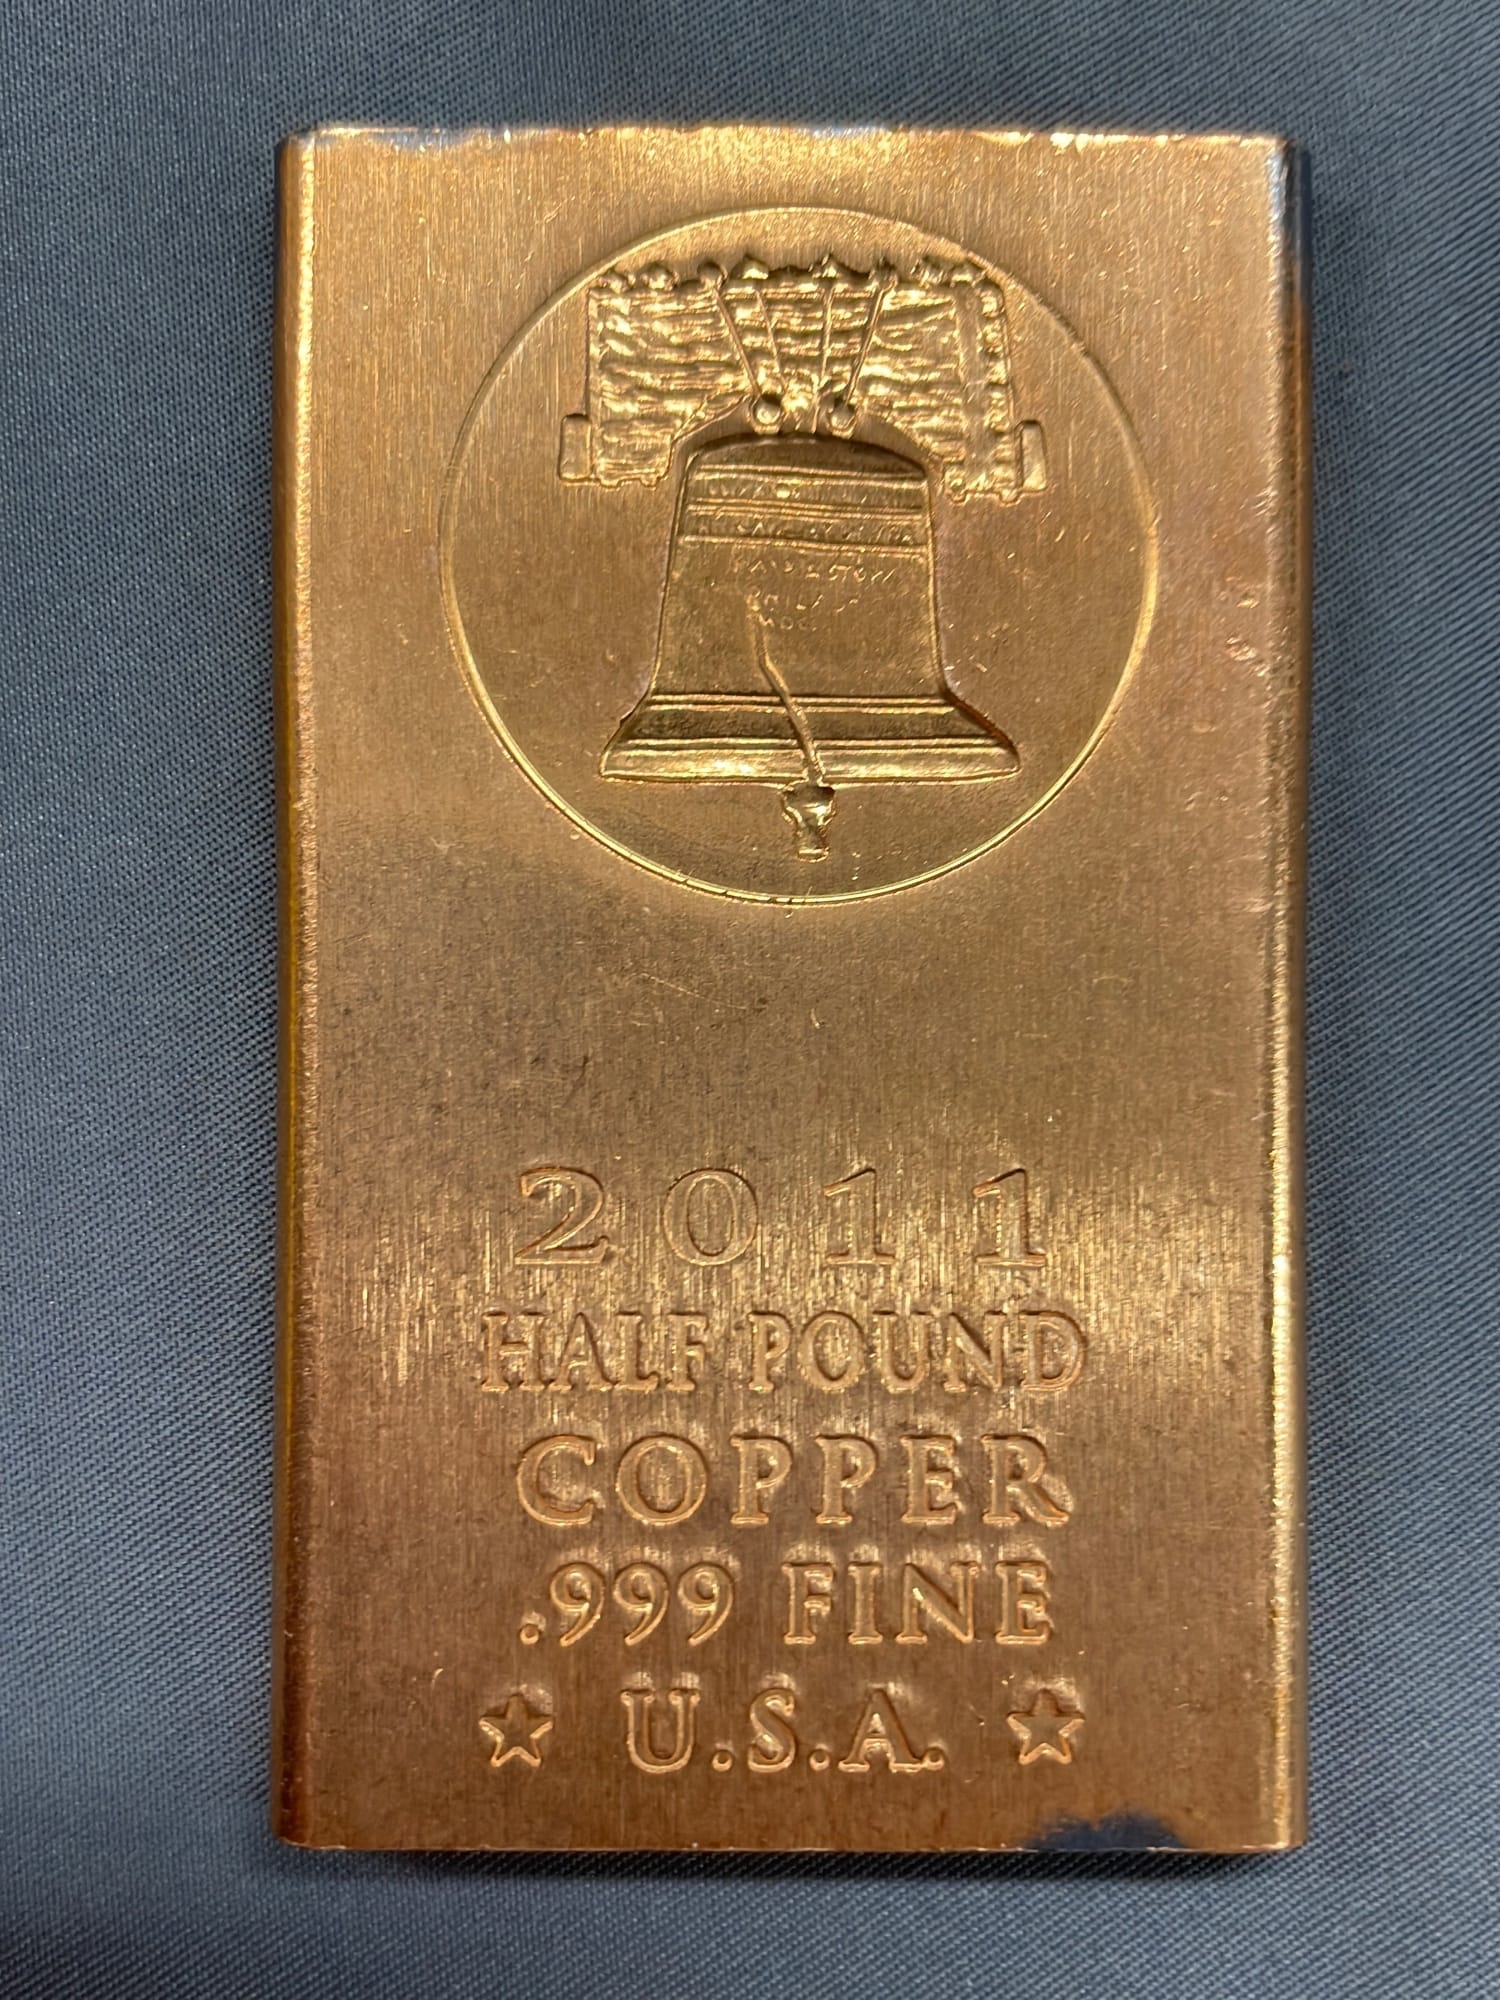 2011
HALF POUND
COPPER
.999 FINE
U.S.A.